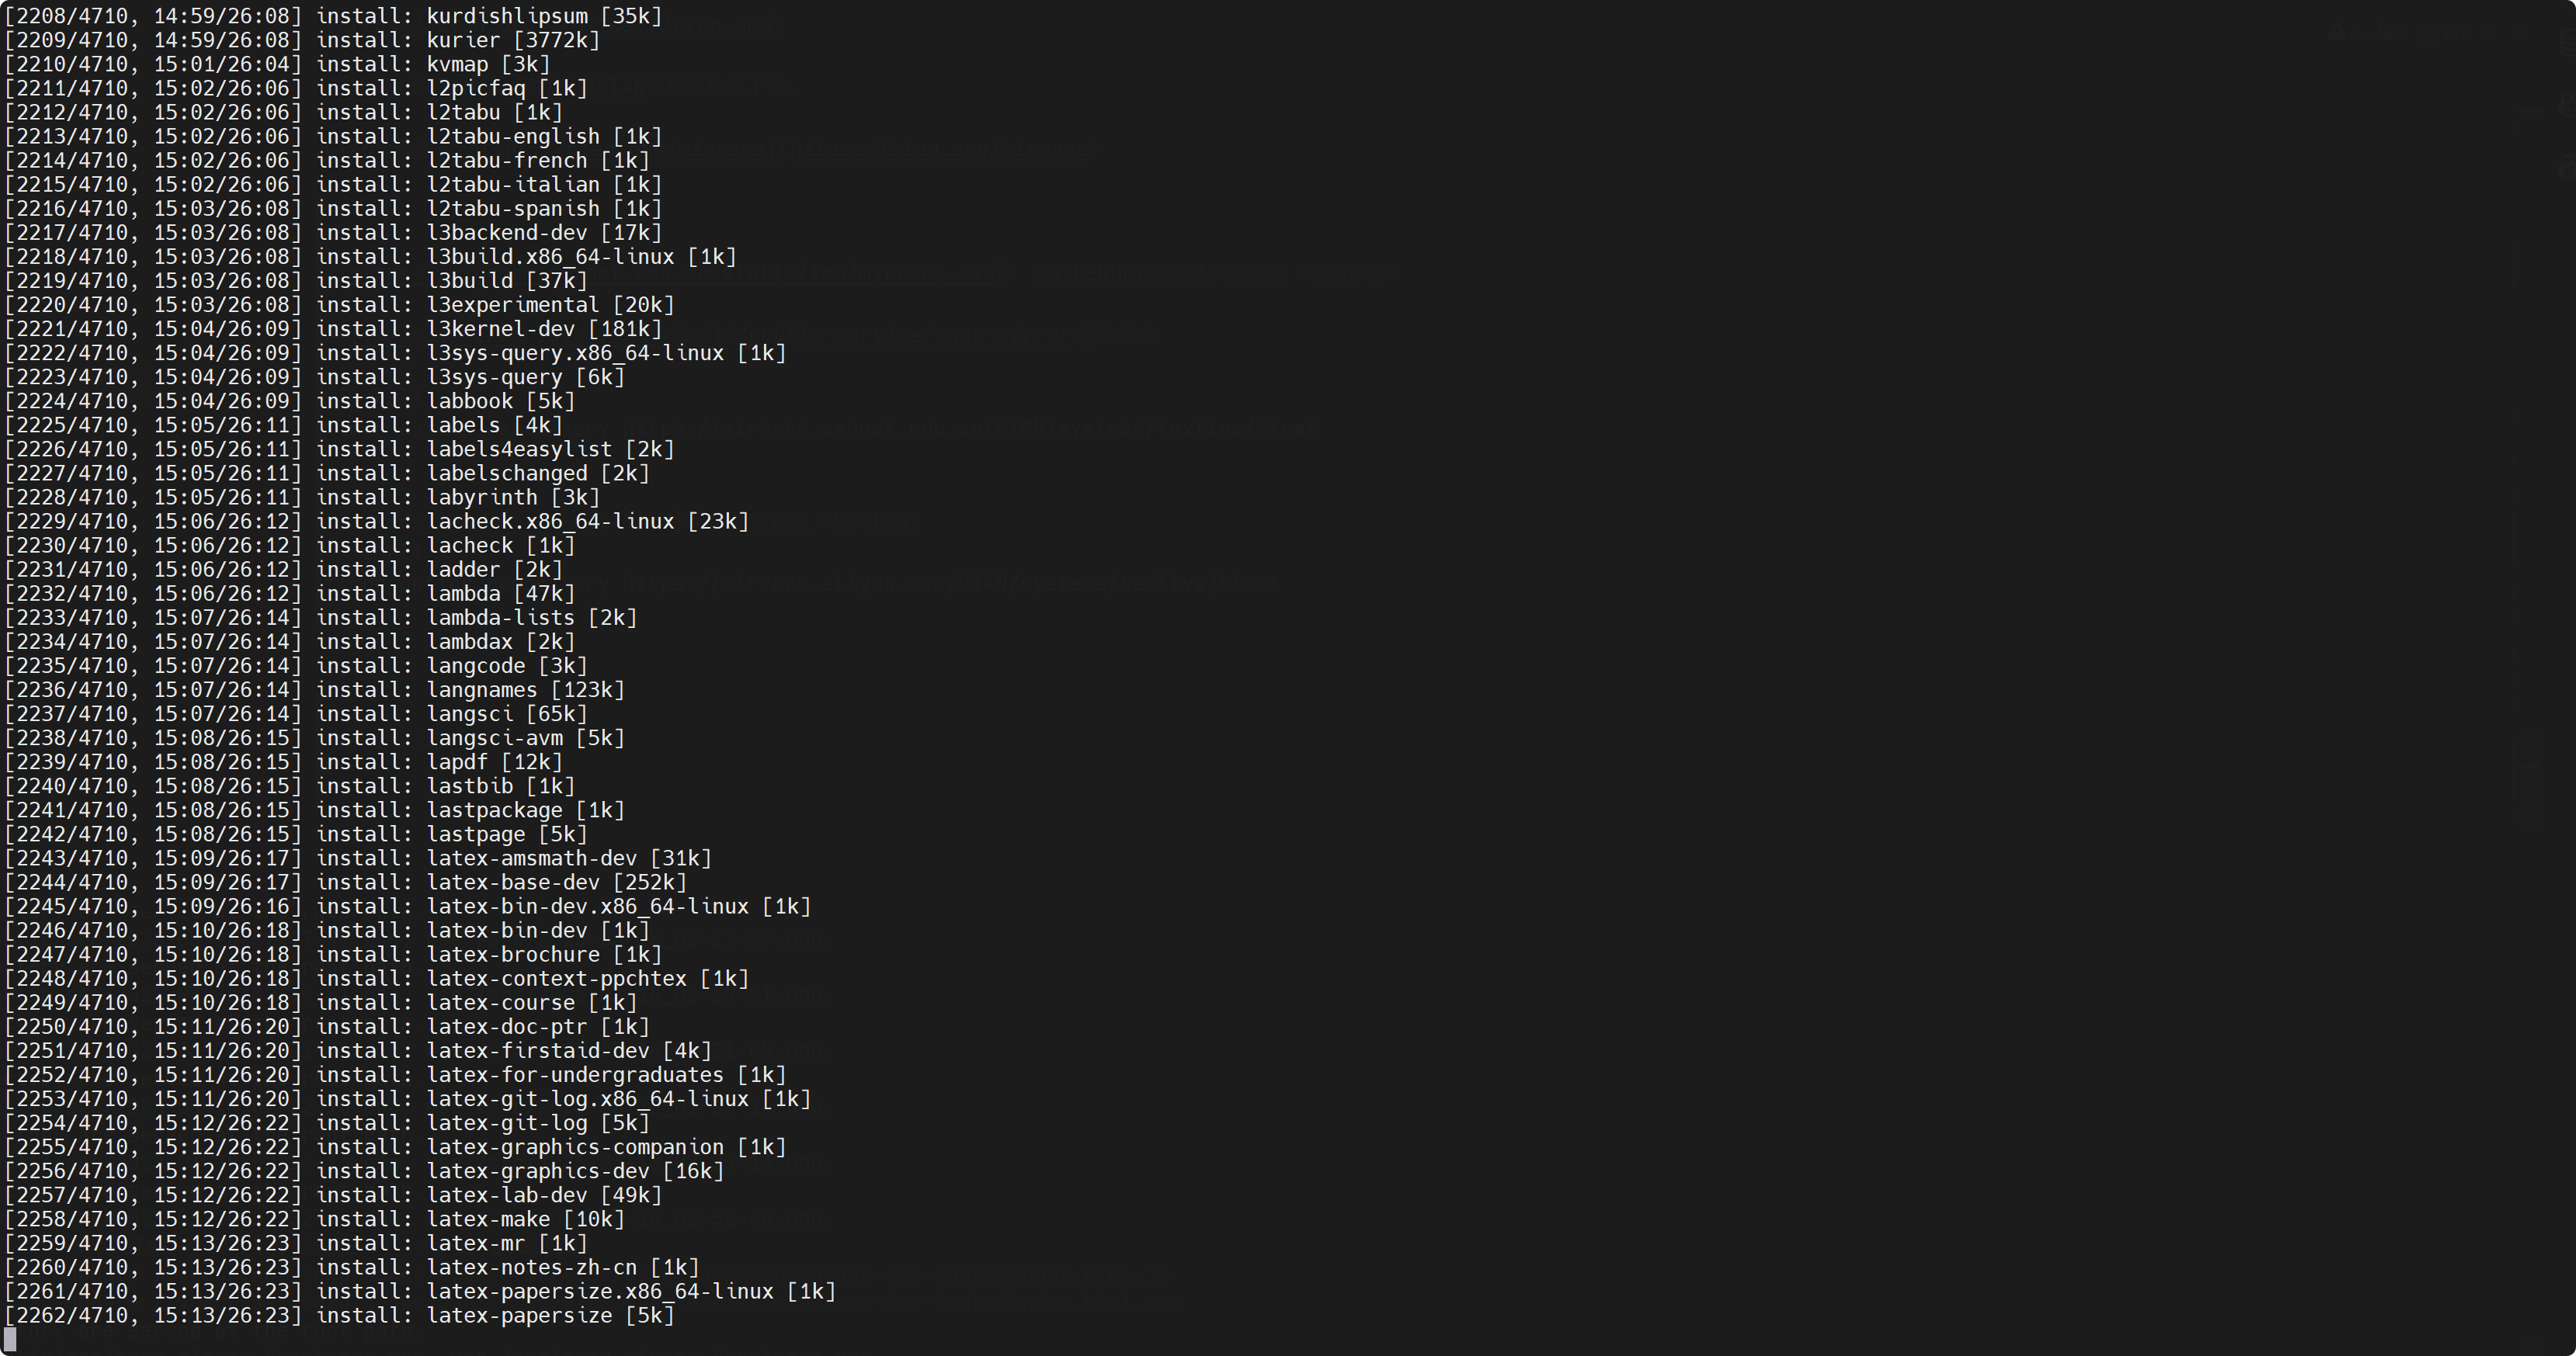 [2208/4710, 14:59/26:08] install: kurdishlipsum [35k]
[2209/4710, 14:59/26:08] install: kurier [3772k]
[2210/4710, 15:01/26:04] install: kvmap [3k]
[2211/4710, 15:02/26:06] install: l2picfaq [1k]
[2212/4710, 15:02/26:06] install: l2tabu [1k]
[2213/4710, 15:02/26:06] install: l2tabu-english [1k]
[2214/4710, 15:02/26:06] install: l2tabu-french [1k]
[2215/4710, 15:02/26:06] install: l2tabu-italian [1k]
[2216/4710, 15:03/26:08] install: l2tabu-spanish [1k]
[2217/4710, 15:03/26:08] install: l3backend-dev [17k]
[2218/4710, 15:03/26:08] install: l3build.x86_64-linux [1k]
[2219/4710, 15:03/26:08] install: l3build [37k]
[2220/4710, 15:03/26:08] install: l3experimental [20k]
[2221/4710, 15:04/26:09] install: l3kernel-dev [181k]
[2222/4710, 15:04/26:09] install: l3sys-query.x86_64-linux [1k]
[2223/4710, 15:04/26:09] install: l3sys-query [6k]
[2224/4710, 15:04/26:09] install: labbook [5k]
[2225/4710, 15:05/26:11] install: labels [4k]
[2226/4710, 15:05/26:11] install: labels4easylist [2k]
[2227/4710, 15:05/26:11] install: labelschanged [2k]
[2228/4710, 15:05/26:11] install: labyrinth [3k]
[2229/4710, 15:06/26:12] install: lacheck.x86_64-linux [23k]
[2230/4710, 15:06/26:12] install: lacheck [1k]
[2231/4710, 15:06/26:12] install: ladder [2k]
[2232/4710, 15:06/26:12] install: lambda [47k]
[2233/4710, 15:07/26:14] install: lambda-lists [2k]
[2234/4710, 15:07/26:14] install: lambdax [2k]
[2235/4710, 15:07/26:14] install: langcode [3k]
[2236/4710, 15:07/26:14] install: langnames [123k]
[2237/4710, 15:07/26:14] install: langsci [65k]
[2238/4710, 15:08/26:15] install: langsci-avm [5k]
[2239/4710, 15:08/26:15] install: lapdf [12k]
[2240/4710, 15:08/26:15] install: lastbib [1k]
[2241/4710, 15:08/26:15] install: lastpackage [1k]
[2242/4710, 15:08/26:15] install: lastpage [5k]
[2243/4710, 15:09/26:17] install: latex-amsmath-dev [31k]
[2244/4710, 15:09/26:17] install: latex-base-dev [252k]
[2245/4710, 15:09/26:16] install: latex-bin-dev.x86_64-linux [1k]
[2246/4710, 15:10/26:18] install: latex-bin-dev [1k]
[2247/4710, 15:10/26:18] install: latex-brochure [1k]
[2248/4710, 15:10/26:18] install: latex-context-ppchtex [1k]
[2249/4710, 15:10/26:18] install: latex-course [1k]
[2250/4710, 15:11/26:20] install: latex-doc-ptr [1k]
[2251/4710, 15:11/26:20] install: latex-firstaid-dev [4k]
[2252/4710, 15:11/26:20] install: latex-for-undergraduates [1k]
[2253/4710, 15:11/26:20] install: latex-git-log.x86_64-linux [1k]
[2254/4710, 15:12/26:22] install: latex-git-log [5k]
[2255/4710, 15:12/26:22] install: latex-graphics-companion [1k]
[2256/4710, 15:12/26:22] install: latex-graphics-dev [16k]
[2257/4710, 15:12/26:22] install: latex-lab-dev [49k]
[2258/4710, 15:12/26:22] install: latex-make [10k]
[2259/4710, 15:13/26:23] install: latex-mr [1k]
[2260/4710, 15:13/26:23] install: latex-notes-zh-cn [1k]
[2261/4710, 15:13/26:23] install: latex-papersize.x86_64-linux [1k]
[2262/4710, 15:13/26:23] install: latex-papersize [5k]